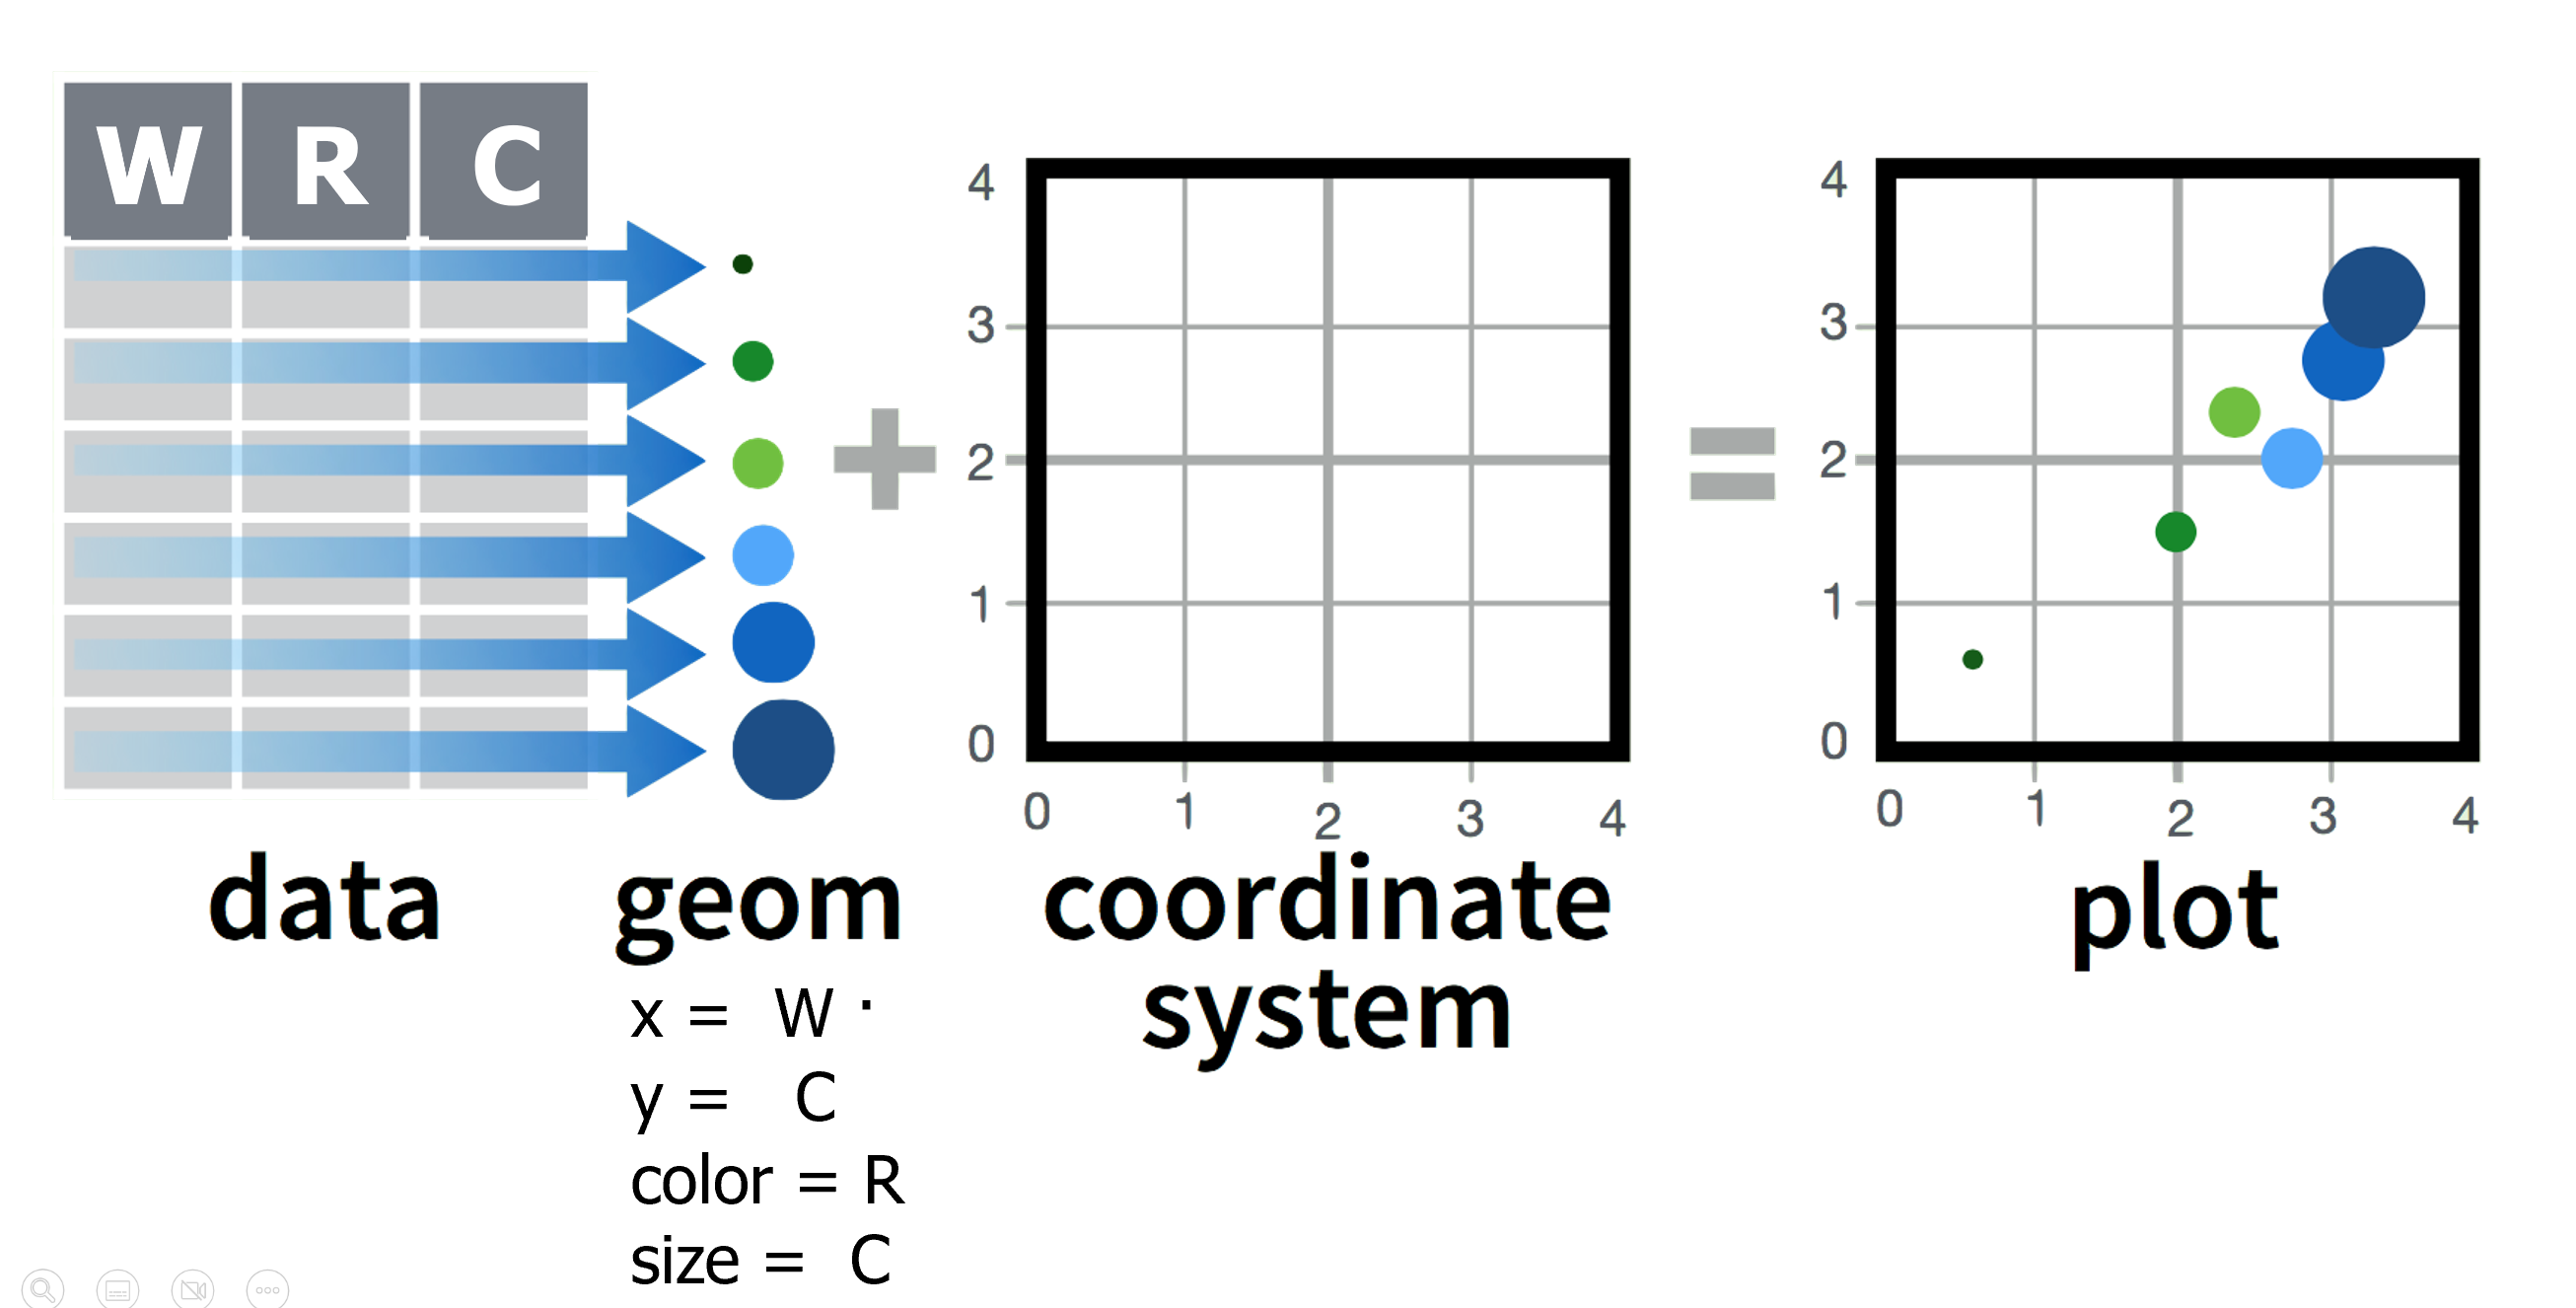 W R C
+
=
4
3
2
1
0
0 1 2 3 4
4
3
2
1
0
0 1 2 3 4
data
geom
x = W ·
y = C
color = R
size = C
coordinate
system
plot